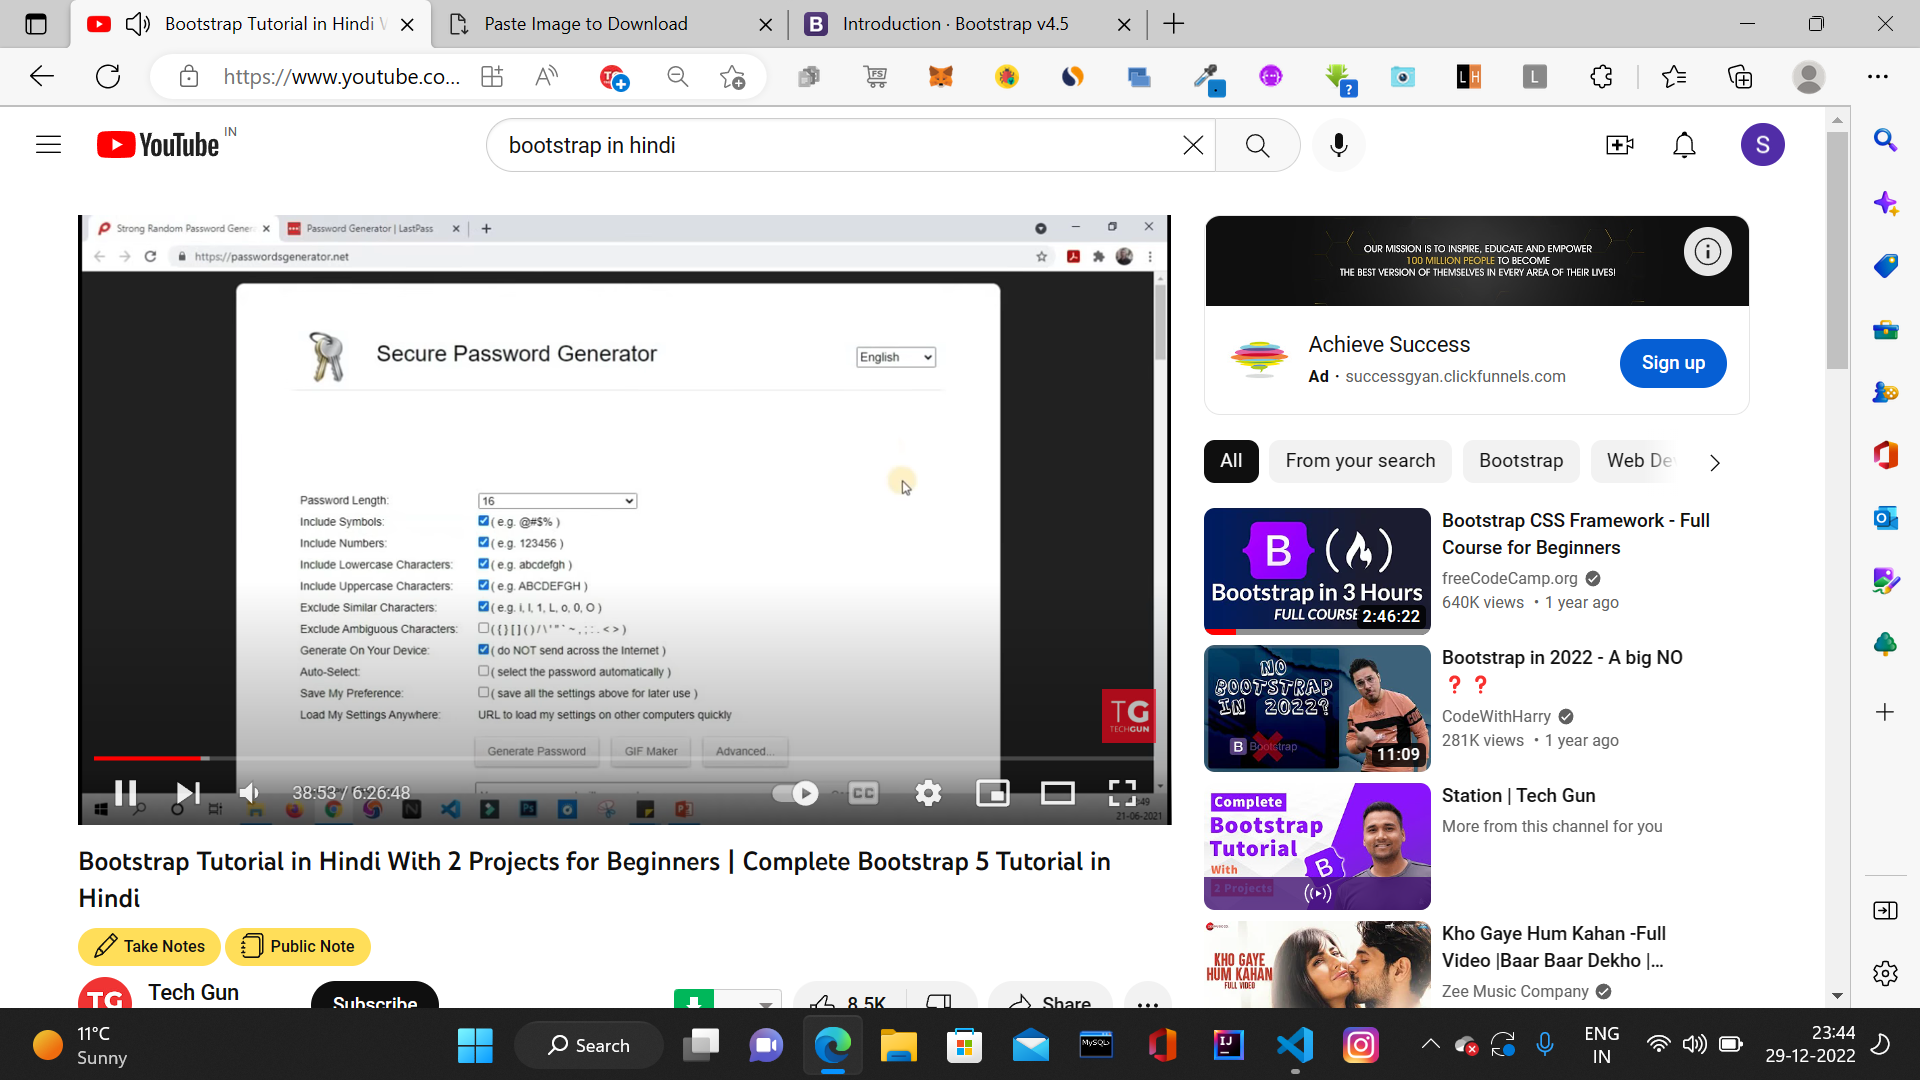 Bootstrap Tutorial in Hindi
Paste Image to Download
Introduction · Bootstrap v4.5
https://www.youtube.co...
YouTube IN
bootstrap in hindi
S
Strong Random Password Gener
Password Generator | LastPass
https://passwordsgenerator.net
Secure Password Generator
English
Password Length: 16
Include Symbols: ( e.g. @#$% )
Include Numbers: ( e.g. 123456 )
Include Lowercase Characters: ( e.g. abcdefgh )
Include Uppercase Characters: ( e.g. ABCDEFGH )
Exclude Similar Characters: ( e.g. i, l, 1, L, o, 0, O )
Exclude Ambiguous Characters: ( { } [ ] ( ) / \ ' " ` ~ , ; : . < > )
Generate On Your Device: ( do NOT send across the Internet )
Auto-Select: ( select the password automatically )
Save My Preference: ( save all the settings above for later use )
Load My Settings Anywhere: URL to load my settings on other computers quickly
Generate Password GIF Maker Advanced...
TG
TECHGUN
38:53 / 6:26:48
CC
21-06-2021
Bootstrap Tutorial in Hindi With 2 Projects for Beginners | Complete Bootstrap 5 Tutorial in
Hindi
Take Notes Public Note
TG
Tech Gun
Subscribe
8.5K
Share
OUR MISSION IS TO INSPIRE, EDUCATE AND EMPOWER
100 MILLION PEOPLE TO BECOME
THE BEST VERSION OF THEMSELVES IN EVERY AREA OF THEIR LIVES!
Achieve Success
Ad · successgyan.clickfunnels.com
Sign up
All From your search Bootstrap Web De
B
Bootstrap in 3 Hours
FULL COURSE 2:46:22
Bootstrap CSS Framework - Full
Course for Beginners
freeCodeCamp.org
640K views • 1 year ago
NO
BOOTSTRAP
IN 2022?
B Bootstrap
11:09
Bootstrap in 2022 - A big NO
❓ ❓
CodeWithHarry
281K views • 1 year ago
Complete
Bootstrap
Tutorial
With
2 Projects
B
Station | Tech Gun
More from this channel for you
KHO GAYE
HUM KAHAN
FULL VIDEO
Kho Gaye Hum Kahan -Full
Video |Baar Baar Dekho |...
Zee Music Company
11°C
Sunny
Search
MySQL
IJ
ENG
IN
23:44
29-12-2022